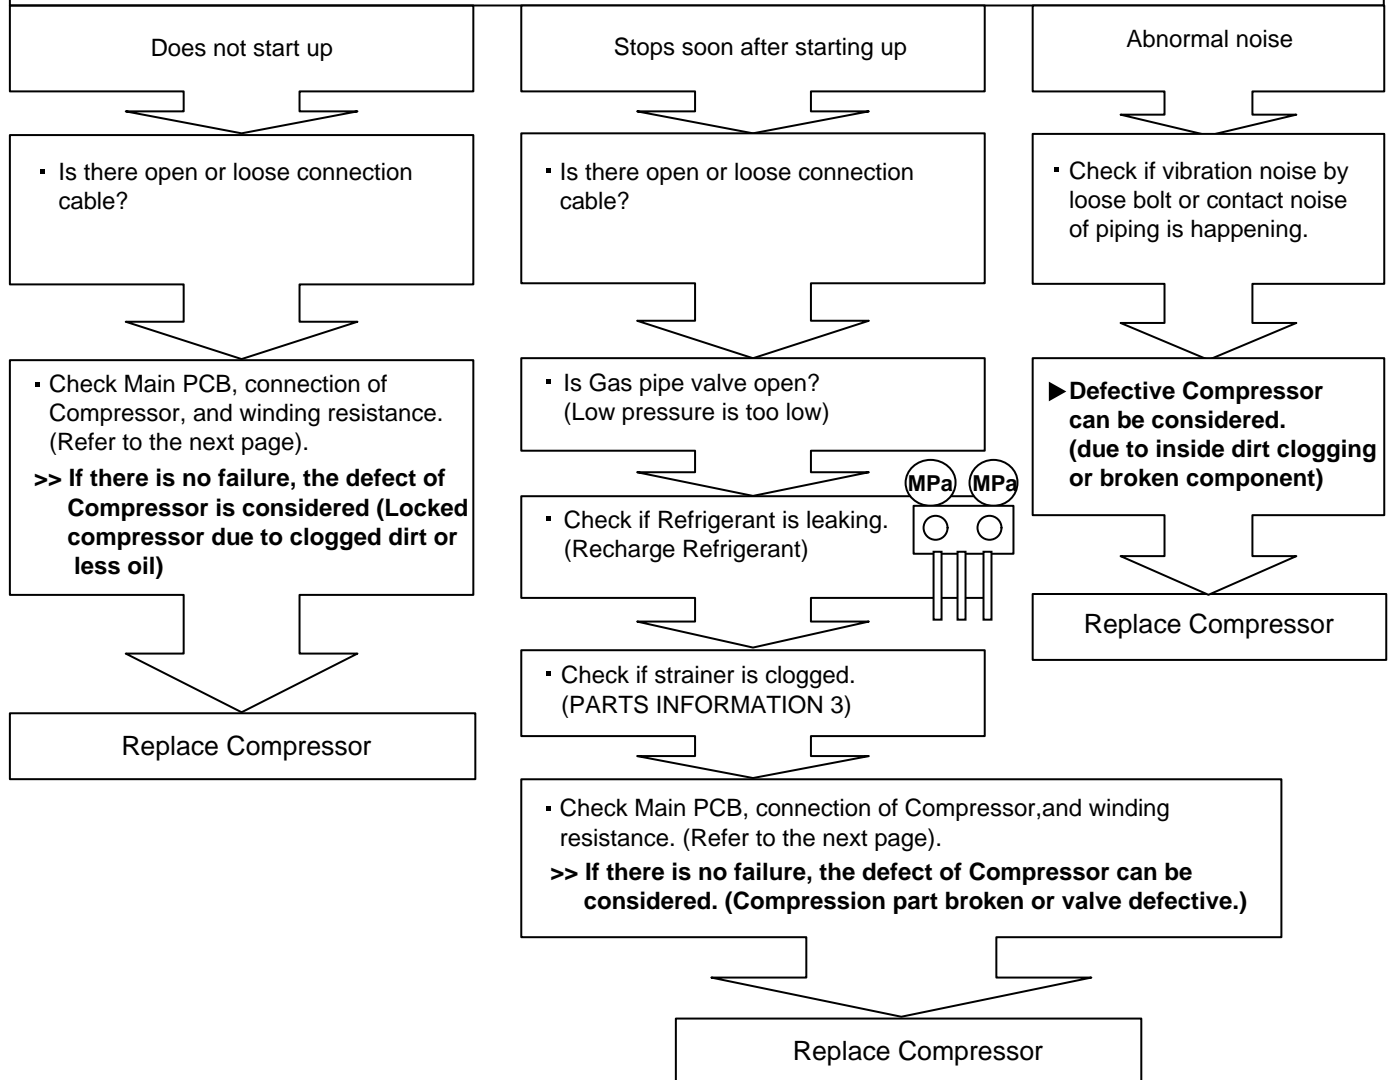 Does not start up
▪ Is there open or loose connection
cable?
▪ Check Main PCB, connection of
Compressor, and winding resistance.
(Refer to the next page).
>> If there is no failure, the defect of
Compressor is considered (Locked
compressor due to clogged dirt or
less oil)
Replace Compressor
Stops soon after starting up
▪ Is there open or loose connection
cable?
▪ Is Gas pipe valve open?
(Low pressure is too low)
▪ Check if Refrigerant is leaking.
(Recharge Refrigerant)
MPa MPa
▪ Check if strainer is clogged.
(PARTS INFORMATION 3)
▪ Check Main PCB, connection of Compressor,and winding
resistance. (Refer to the next page).
>> If there is no failure, the defect of Compressor can be
considered. (Compression part broken or valve defective.)
Replace Compressor
Abnormal noise
▪ Check if vibration noise by
loose bolt or contact noise
of piping is happening.
▶Defective Compressor
can be considered.
(due to inside dirt clogging
or broken component)
Replace Compressor